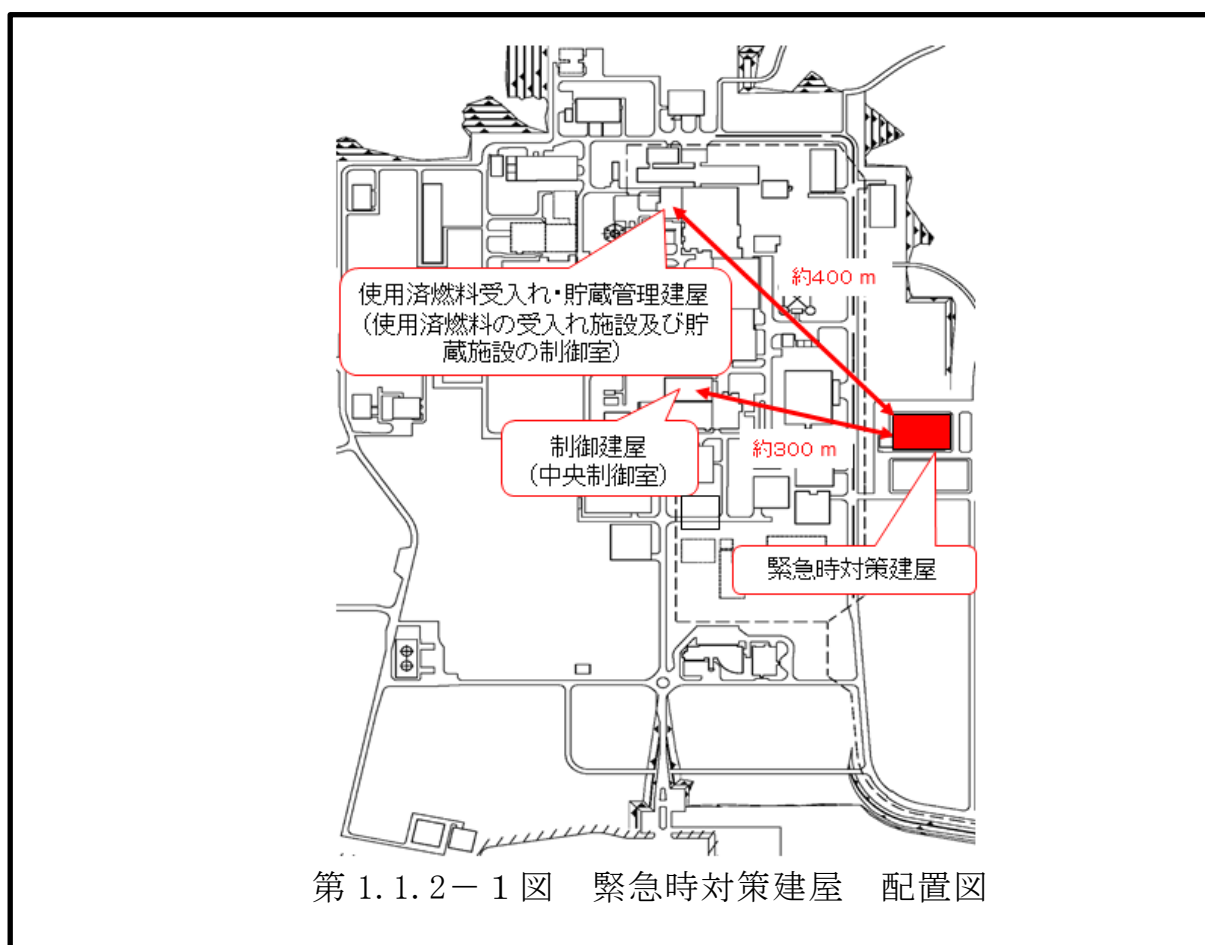 約400 m
使用済燃料受入れ・貯蔵管理建屋
(使用済燃料の受入れ施設及び貯
蔵施設の制御室)
制御建屋
(中央制御室)
約300 m
緊急時対策建屋
第1.1.2-1図 緊急時対策建屋 配置図